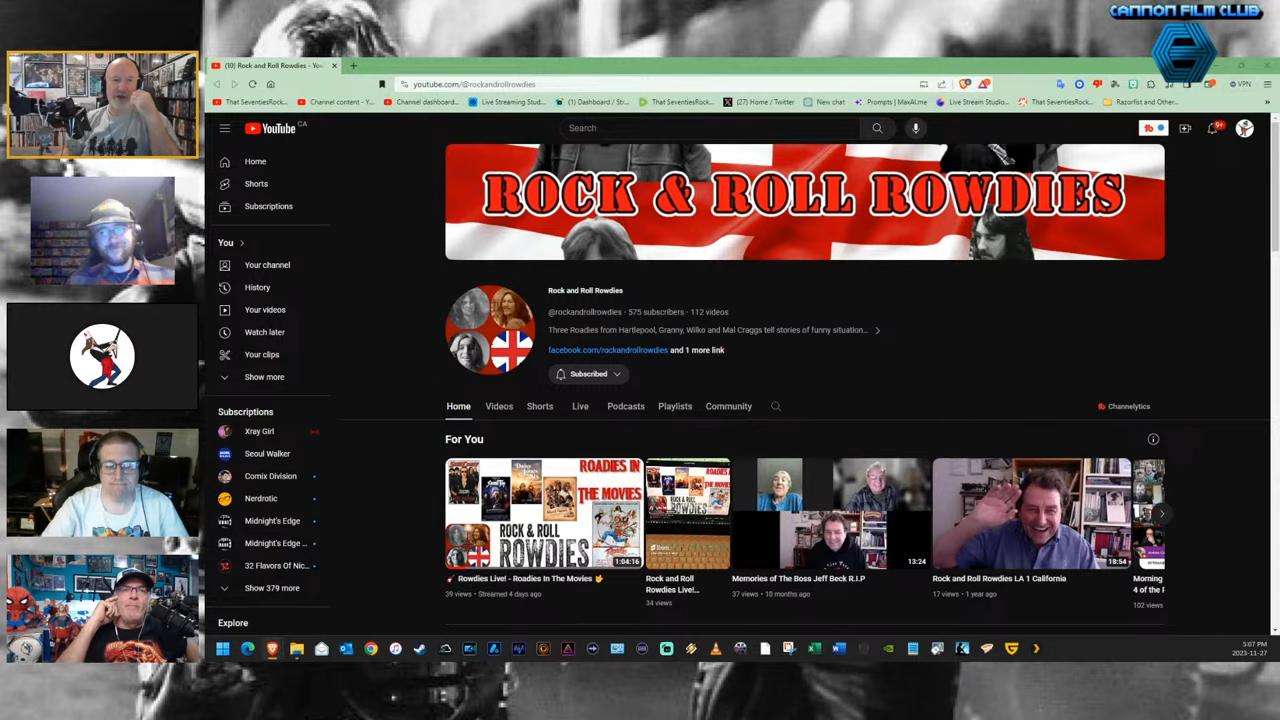 CANNON FILM CLUB
(10) Rock and Roll Rowdies - You
youtube.com/@rockandrollrowdies
VPN
That SeventiesRock...
Channel content - Y...
Channel dashboard...
Live Streaming Stud...
(1) Dashboard / Str...
That SeventiesRock...
(27) Home / Twitter
New chat
Prompts | MaxAI.me
Live Stream Studio...
That SeventiesRock...
Razorfist and Other...
YouTube CA
Search
9+
Home
Shorts
Subscriptions
You
Your channel
History
Your videos
Watch later
Your clips
Show more
Subscriptions
Xray Girl
Seoul Walker
Comix Division
Nerdrotic
Midnight's Edge
Midnight's Edge ...
32 Flavors Of Nic...
Show 379 more
Explore
ROCK & ROLL ROWDIES
Rock and Roll Rowdies
@rockandrollrowdies · 575 subscribers · 112 videos
Three Roadies from Hartlepool, Granny, Wilko and Mal Craggs tell stories of funny situation...
facebook.com/rockandrollrowdies and 1 more link
Subscribed
Home Videos Shorts Live Podcasts Playlists Community
Channelytics
For You
ROADIES IN
THE MOVIES
ROCK & ROLL
ROWDIES
1:04:16
13:24
18:54
Rowdies Live! - Roadies In The Movies
39 views · Streamed 4 days ago
Rock and Roll
Rowdies Live!...
34 views
Memories of The Boss Jeff Beck R.I.P
37 views · 10 months ago
Rock and Roll Rowdies LA 1 California
17 views · 1 year ago
Morning
4 of the F
102 views
5:07 PM
2023-11-27